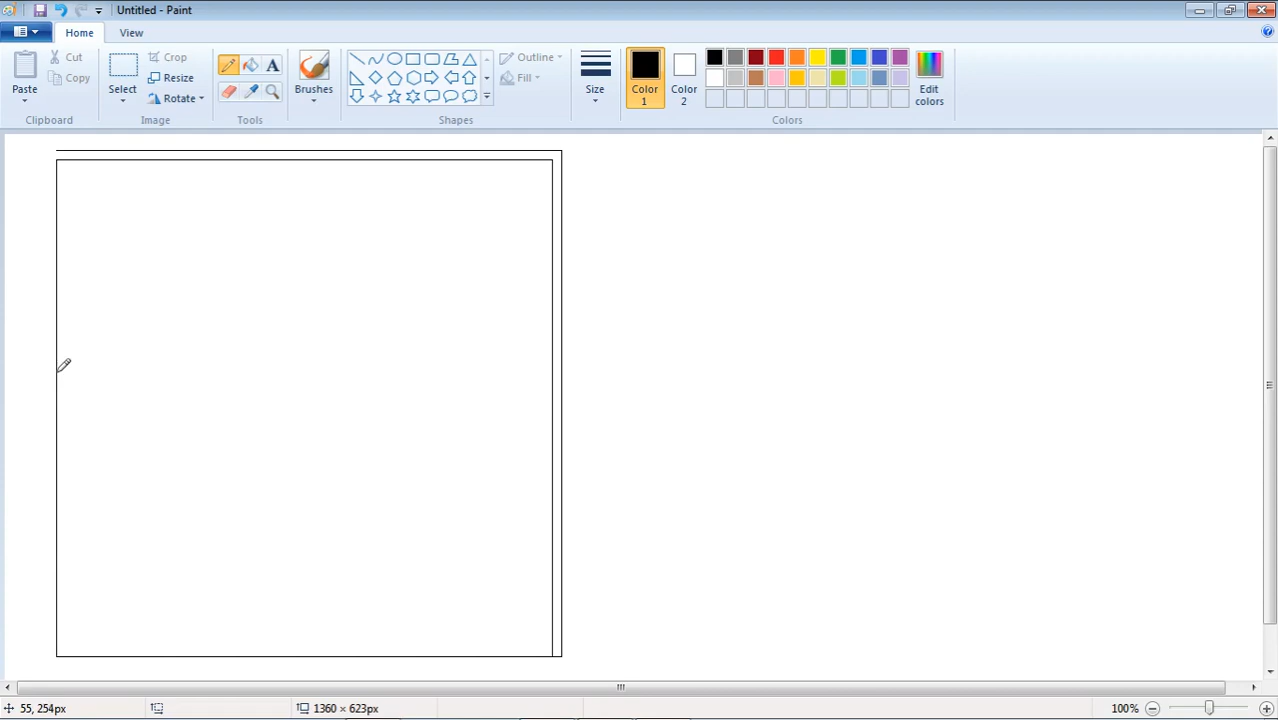 Untitled - Paint
Home View
Paste
Cut
Copy
Clipboard
Select
Crop
Resize
Rotate
Image
A
Tools
Brushes
Outline
Fill
Shapes
Size
Color 1
Color 2
Edit colors
Colors
55, 254px
1360 × 623px
100%